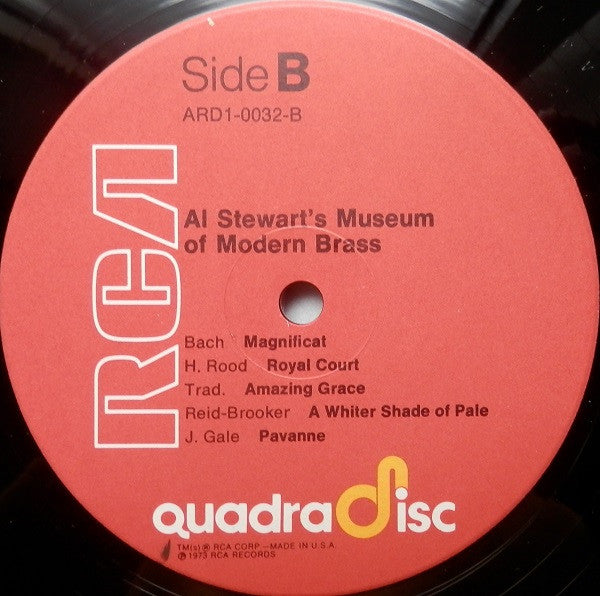 Side B
ARD1-0032-B
RCA
Al Stewart's Museum
of Modern Brass
Bach Magnificat
H. Rood Royal Court
Trad. Amazing Grace
Reid-Brooker A Whiter Shade of Pale
J. Gale Pavanne
quadradisc
TM(s) ® RCA CORP.—MADE IN U.S.A.
℗ 1973 RCA RECORDS